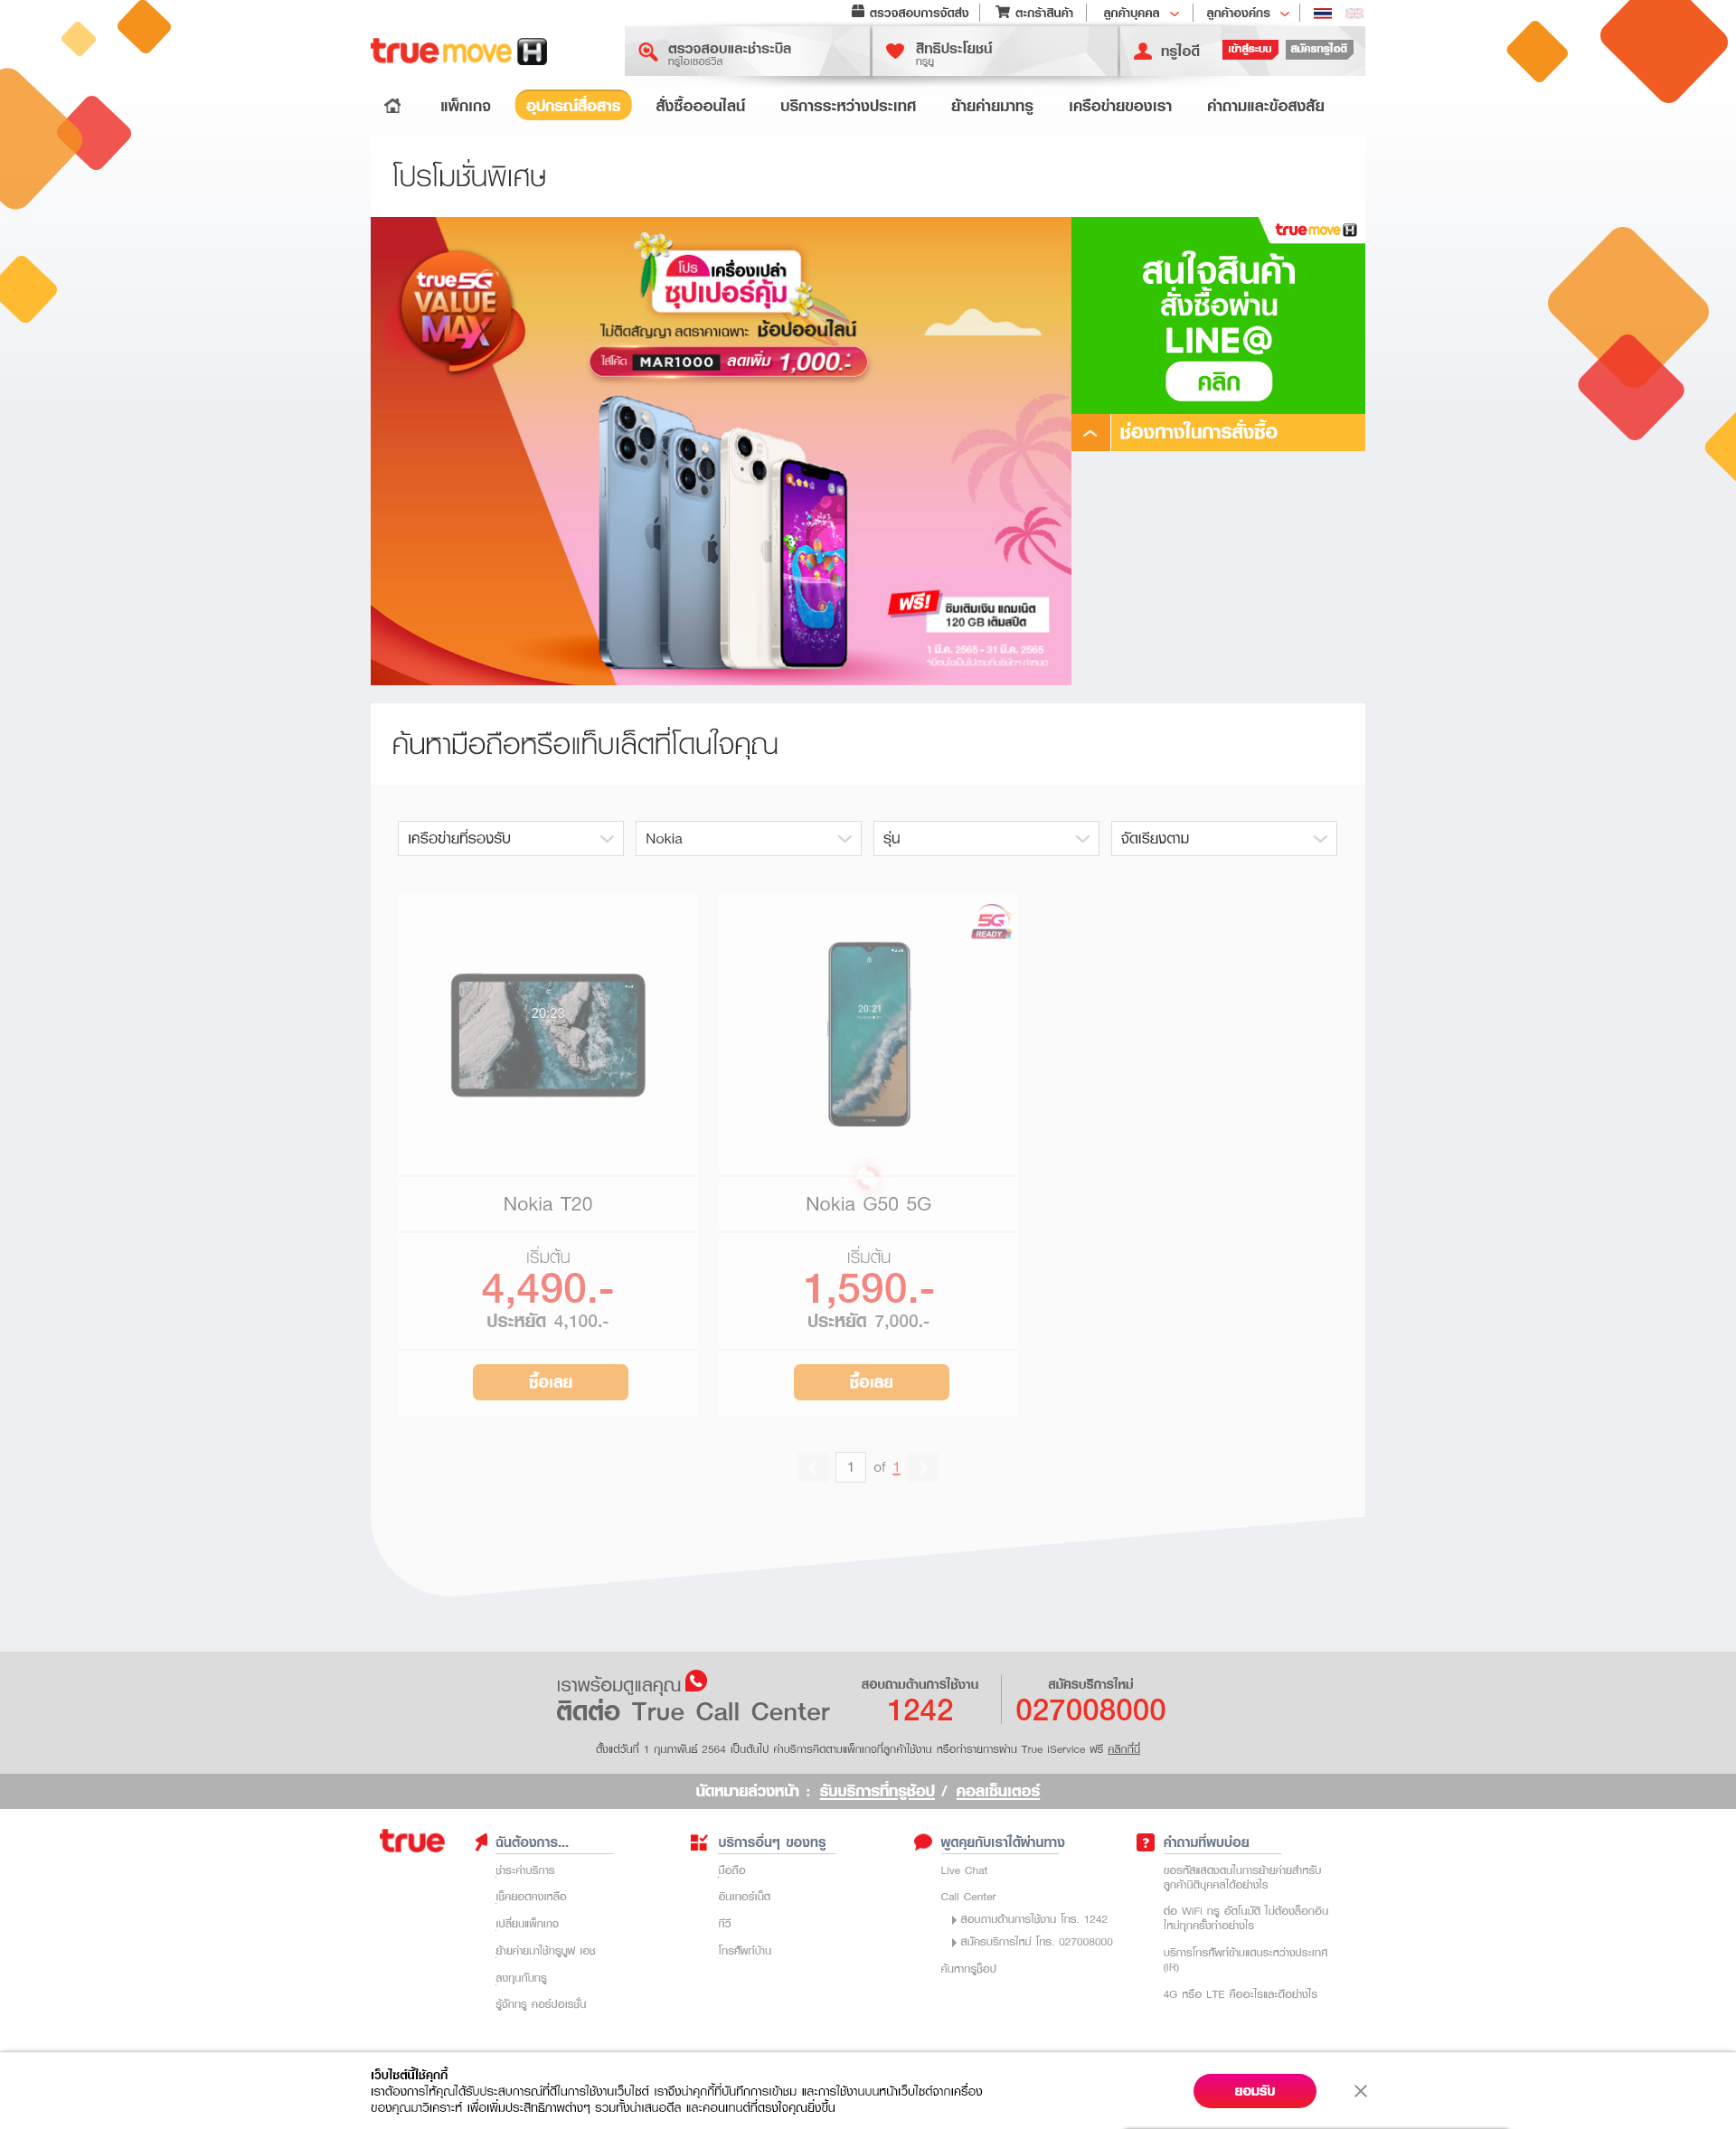 ตรวจสอบการจัดส่ง
ตะกร้าสินค้า
ลูกค้าบุคคล
ลูกค้าองค์กร
truemove H
ตรวจสอบและชำระบิล
ทรูไอเซอร์วิส
สิทธิประโยชน์
ทรูยู
ทรูไอดี
เข้าสู่ระบบ
สมัครทรูไอดี
แพ็กเกจ
อุปกรณ์สื่อสาร
สั่งซื้อออนไลน์
บริการระหว่างประเทศ
ย้ายค่ายมาทรู
เครือข่ายของเรา
คำถามและข้อสงสัย
โปรโมชั่นพิเศษ
true5G
VALUE
MAX
โปร เครื่องเปล่า
ซุปเปอร์คุ้ม
ไม่ติดสัญญา ลดราคาเฉพาะ ช้อปออนไลน์
ใส่โค้ด MAR1000 ลดเพิ่ม 1,000.-
ฟรี! ซิมเติมเงิน แถมเน็ต
120 GB เต็มสปีด
1 มี.ค. 2565 - 31 มี.ค. 2565
*เงื่อนไขเป็นไปตามที่บริษัทฯ กำหนด
truemove H
สนใจสินค้า
สั่งซื้อผ่าน
LINE@
คลิก
ช่องทางในการสั่งซื้อ
ค้นหามือถือหรือแท็บเล็ตที่โดนใจคุณ
เครือข่ายที่รองรับ
Nokia
รุ่น
จัดเรียงตาม
20:23
5G
READY
20:21
Nokia T20
เริ่มต้น
4,490.-
ประหยัด 4,100.-
ซื้อเลย
Nokia G50 5G
เริ่มต้น
1,590.-
ประหยัด 7,000.-
ซื้อเลย
1 of 1
เราพร้อมดูแลคุณ
ติดต่อ True Call Center
สอบถามด้านการใช้งาน
1242
สมัครบริการใหม่
027008000
ตั้งแต่วันที่ 1 กุมภาพันธ์ 2564 เป็นต้นไป ค่าบริการคิดตามแพ็กเกจที่ลูกค้าใช้งาน หรือทำรายการผ่าน True iService ฟรี คลิกที่นี่
นัดหมายล่วงหน้า : รับบริการที่ทรูช้อป / คอลเซ็นเตอร์
true
ฉันต้องการ...
ชำระค่าบริการ
เช็คยอดคงเหลือ
เปลี่ยนแพ็กเกจ
ย้ายค่ายมาใช้ทรูมูฟ เอช
ลงทุนกับทรู
รู้จักทรู คอร์ปอเรชั่น
บริการอื่นๆ ของทรู
มือถือ
อินเทอร์เน็ต
ทีวี
โทรศัพท์บ้าน
พูดคุยกับเราได้ผ่านทาง
Live Chat
Call Center
สอบถามด้านการใช้งาน โทร. 1242
สมัครบริการใหม่ โทร. 027008000
ค้นหาทรูช็อป
คำถามที่พบบ่อย
ขอรหัสแสดงตนในการย้ายค่ายสำหรับ
ลูกค้านิติบุคคลได้อย่างไร
ต่อ WiFi ทรู อัตโนมัติ ไม่ต้องล็อกอิน
ใหม่ทุกครั้งทำอย่างไร
บริการโทรศัพท์ข้ามแดนระหว่างประเทศ
(IR)
4G หรือ LTE คืออะไรและดีอย่างไร
เว็บไซต์นี้ใช้คุกกี้
เราต้องการให้คุณได้รับประสบการณ์ที่ดีในการใช้งานเว็บไซต์ เราจึงนำคุกกี้ที่บันทึกการเข้าชม และการใช้งานบนหน้าเว็บไซต์จากเครื่อง
ของคุณมาวิเคราะห์ เพื่อเพิ่มประสิทธิภาพต่างๆ รวมทั้งนำเสนอดีล และคอนเทนต์ที่ตรงใจคุณยิ่งขึ้น
ยอมรับ